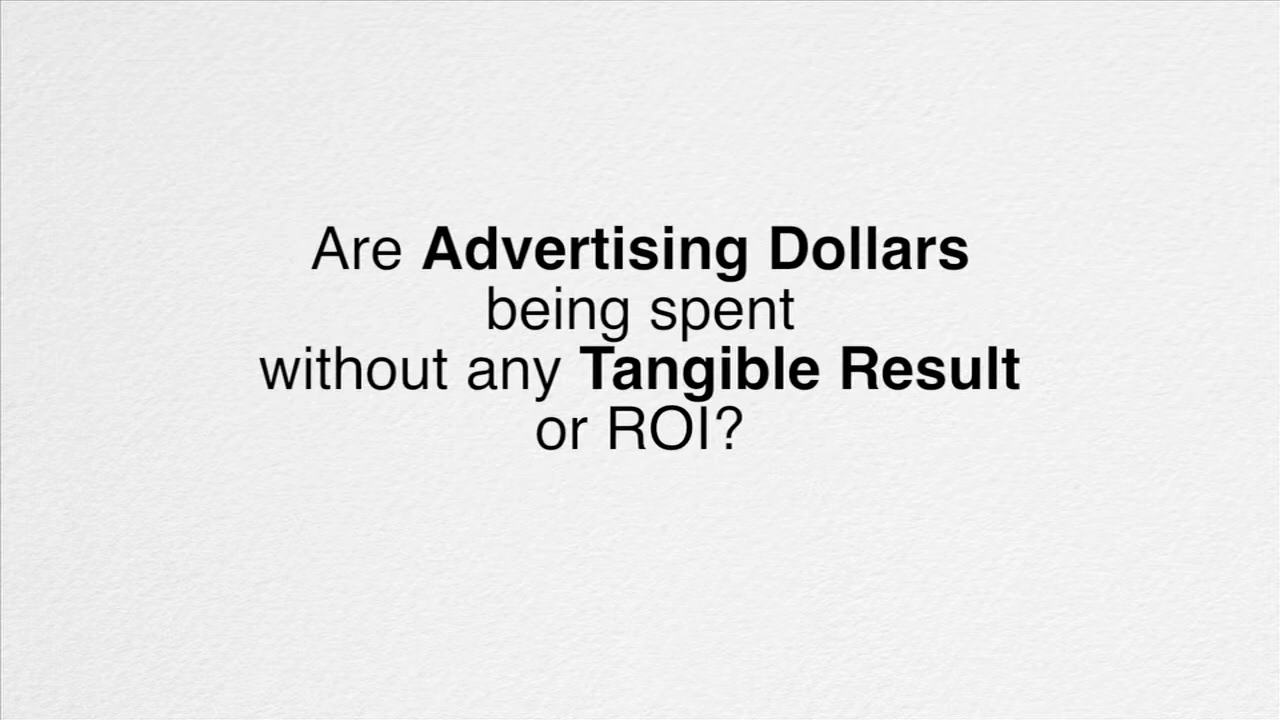 Are Advertising Dollars
being spent
without any Tangible Result
or ROI?